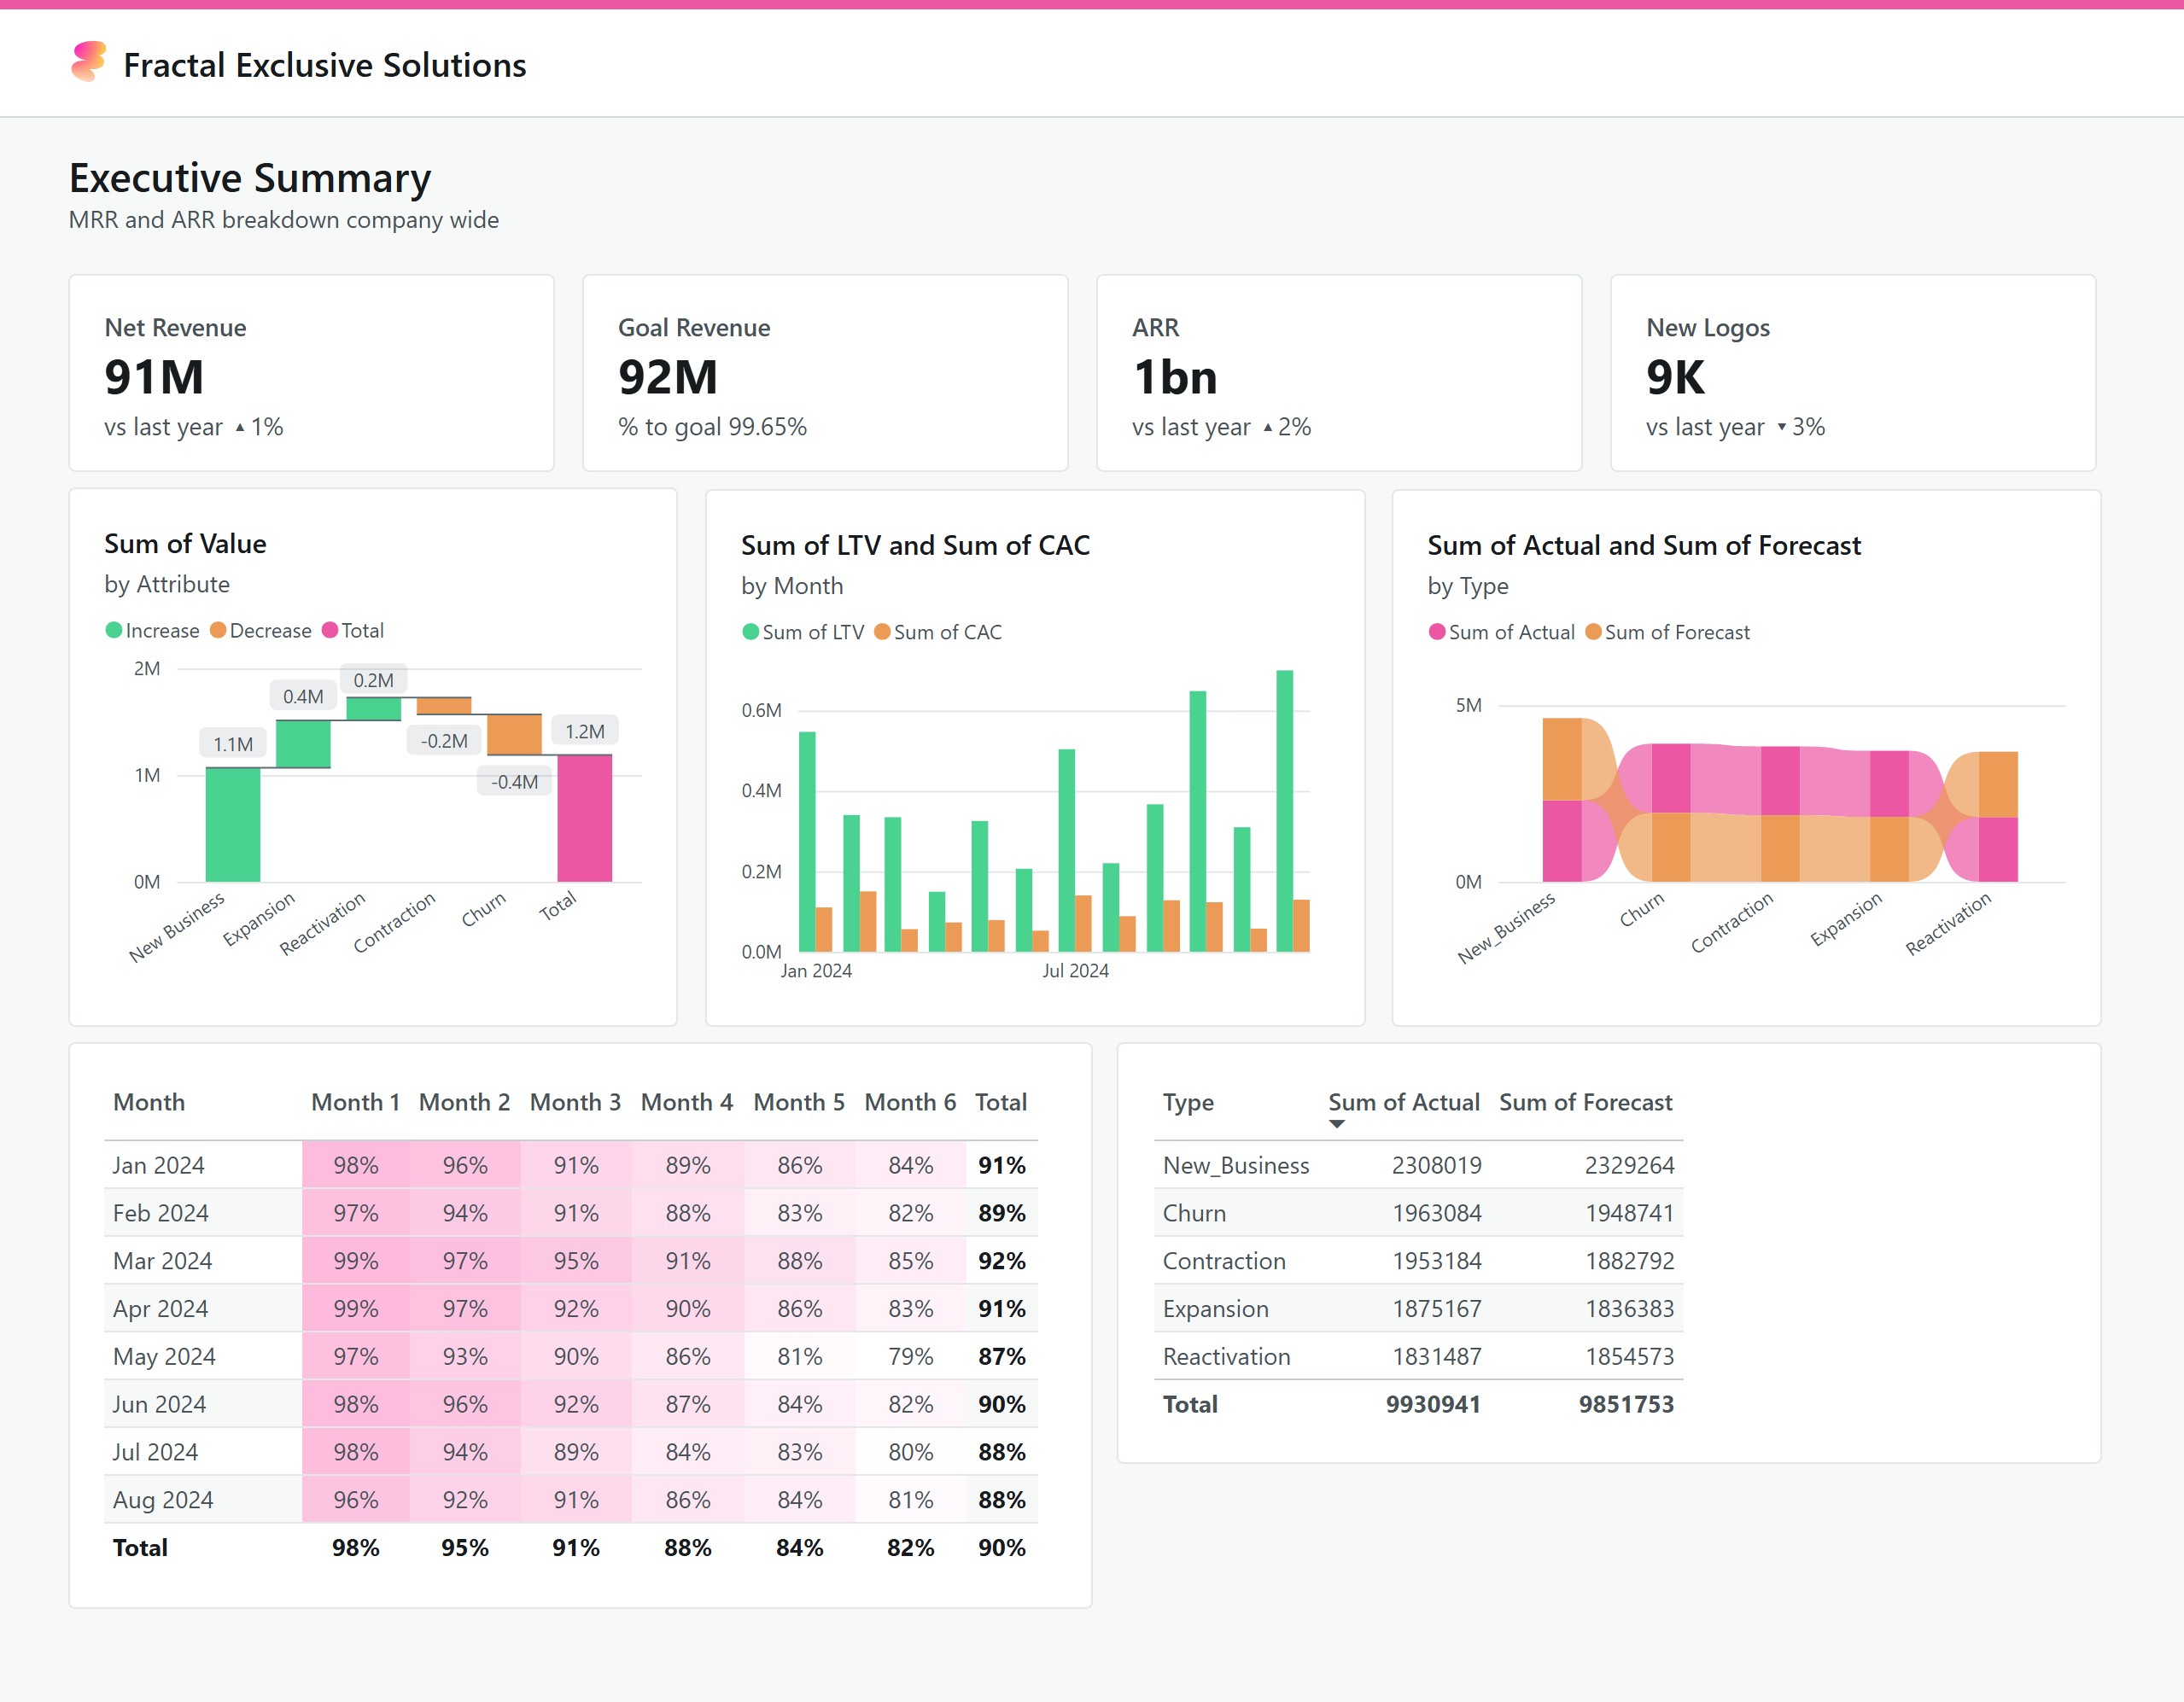 Fractal Exclusive Solutions
Executive Summary
MRR and ARR breakdown company wide
Net Revenue
91M
vs last year ▲ 1%
Goal Revenue
92M
% to goal 99.65%
ARR
1bn
vs last year ▲ 2%
New Logos
9K
vs last year ▼ 3%
Sum of Value
by Attribute
Increase Decrease Total
2M
1M
0M
1.1M
0.4M
0.2M
-0.2M
-0.4M
1.2M
New Business
Expansion
Reactivation
Contraction
Churn
Total
Sum of LTV and Sum of CAC
by Month
Sum of LTV Sum of CAC
0.6M
0.4M
0.2M
0.0M
Jan 2024 Jul 2024
Sum of Actual and Sum of Forecast
by Type
Sum of Actual Sum of Forecast
5M
0M
New_Business
Churn
Contraction
Expansion
Reactivation
Month Month 1 Month 2 Month 3 Month 4 Month 5 Month 6 Total
Jan 2024 98% 96% 91% 89% 86% 84% 91%
Feb 2024 97% 94% 91% 88% 83% 82% 89%
Mar 2024 99% 97% 95% 91% 88% 85% 92%
Apr 2024 99% 97% 92% 90% 86% 83% 91%
May 2024 97% 93% 90% 86% 81% 79% 87%
Jun 2024 98% 96% 92% 87% 84% 82% 90%
Jul 2024 98% 94% 89% 84% 83% 80% 88%
Aug 2024 96% 92% 91% 86% 84% 81% 88%
Total 98% 95% 91% 88% 84% 82% 90%
Type Sum of Actual Sum of Forecast
New_Business 2308019 2329264
Churn 1963084 1948741
Contraction 1953184 1882792
Expansion 1875167 1836383
Reactivation 1831487 1854573
Total 9930941 9851753